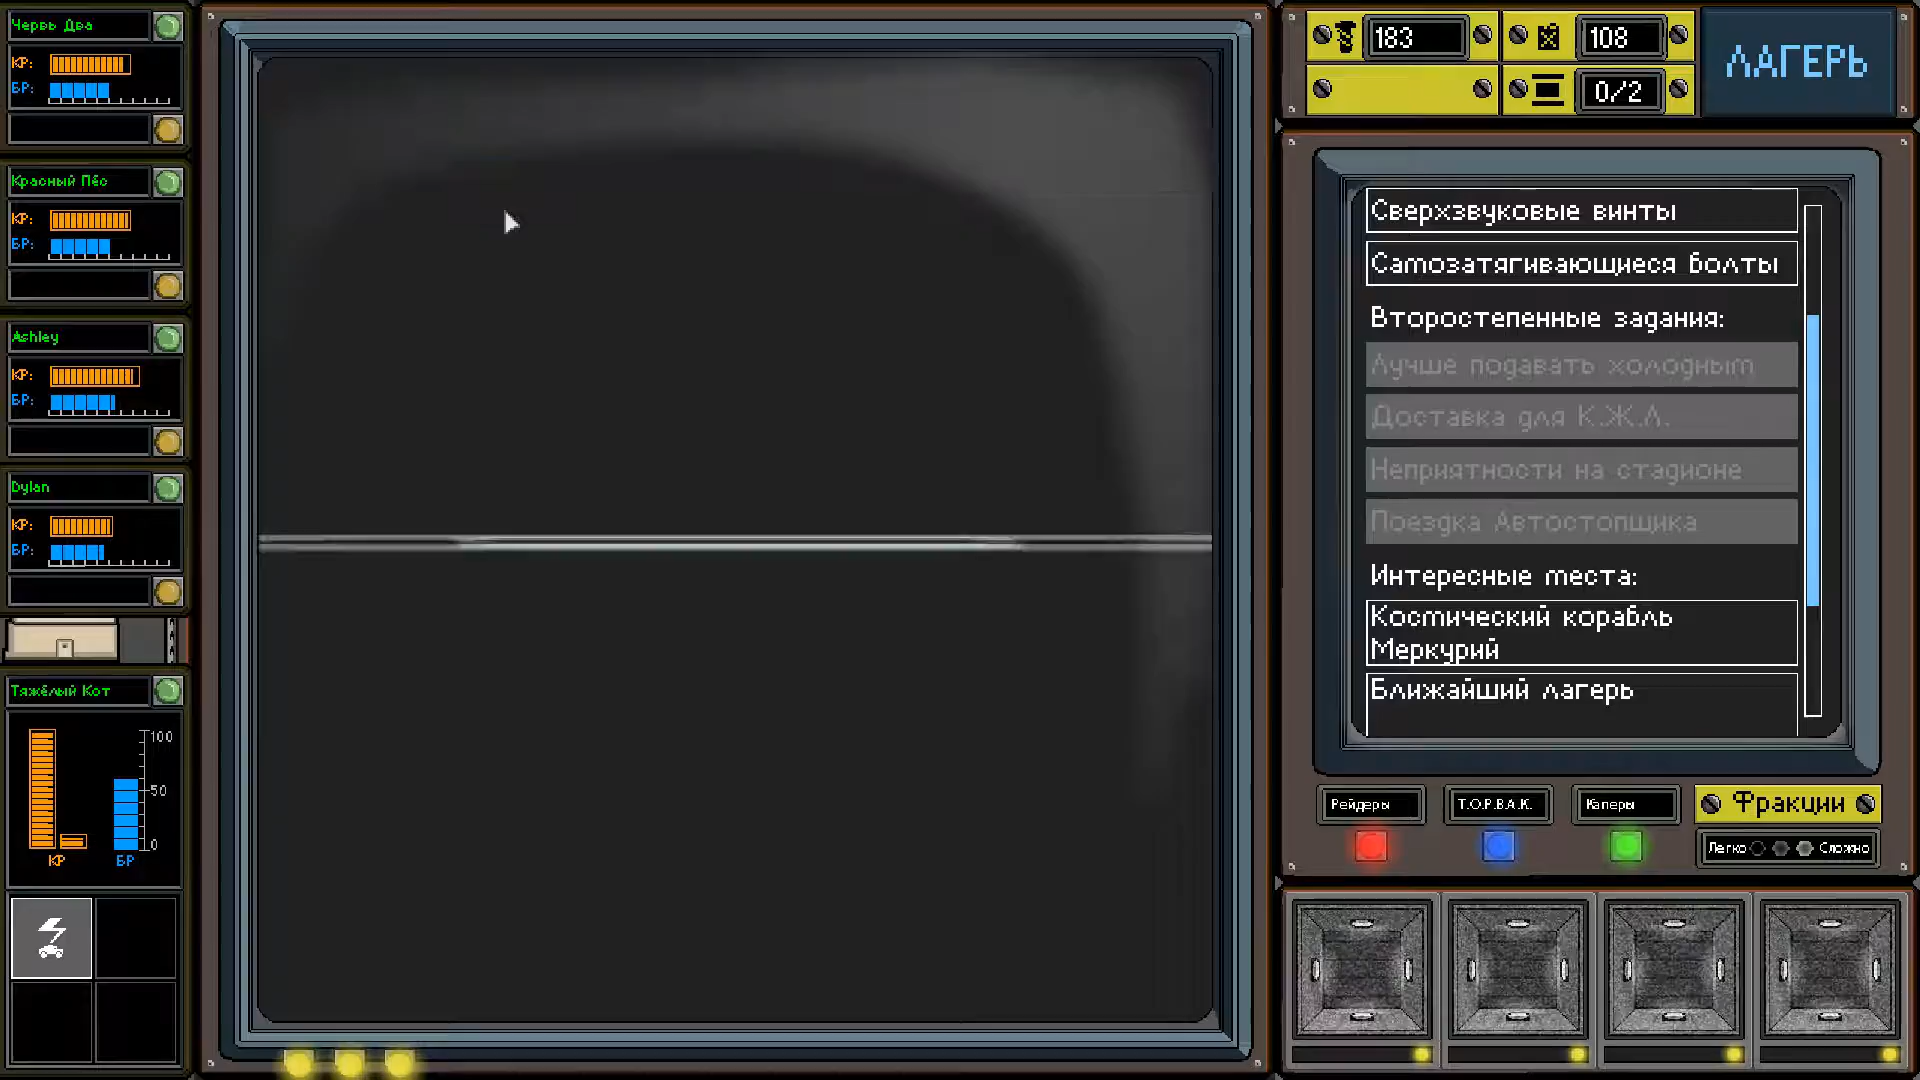 Червь Два
КР:
БР:
Красный Пёс
КР:
БР:
Ashley
КР:
БР:
Dylan
КР:
БР:
Тяжёлый Кот
100
50
0
КР БР
183
108
0/2
ЛАГЕРЬ
Сверхзвуковые винты
Самозатягивающиеся болты
Второстепенные задания:
Лучше подавать холодным
Доставка для К.Ж.Л.
Неприятности на стадионе
Поездка Автостопщика
Интересные места:
Костический корабль
Меркурий
Ближайший лагерь
Рейдеры
Т.О.Р.В.А.К.
Каперы
Фракции
Легко Сложно